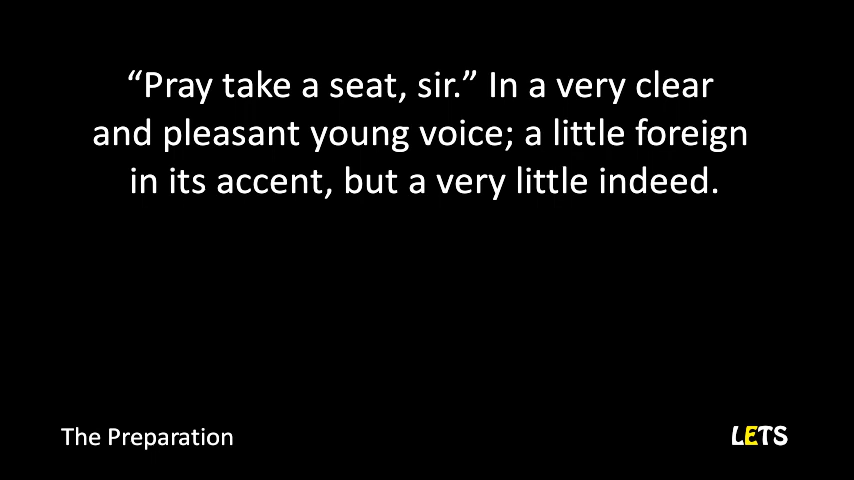 “Pray take a seat, sir.” In a very clear
and pleasant young voice; a little foreign
in its accent, but a very little indeed.
The Preparation
LETS